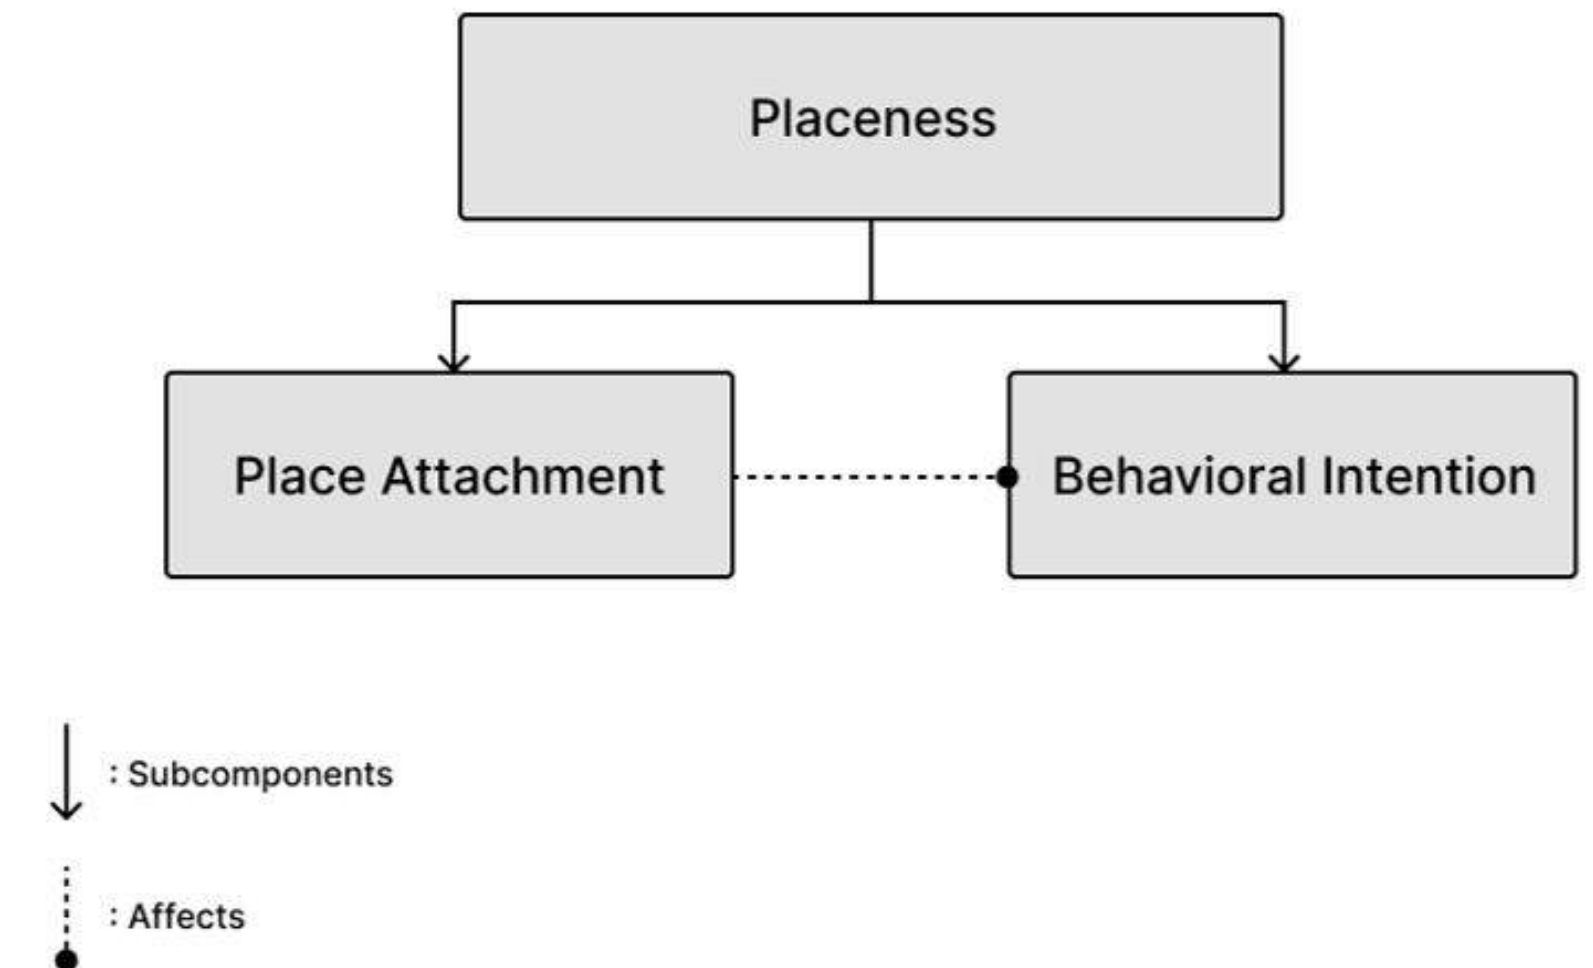 Placeness
Place Attachment
Behavioral Intention
: Subcomponents
: Affects